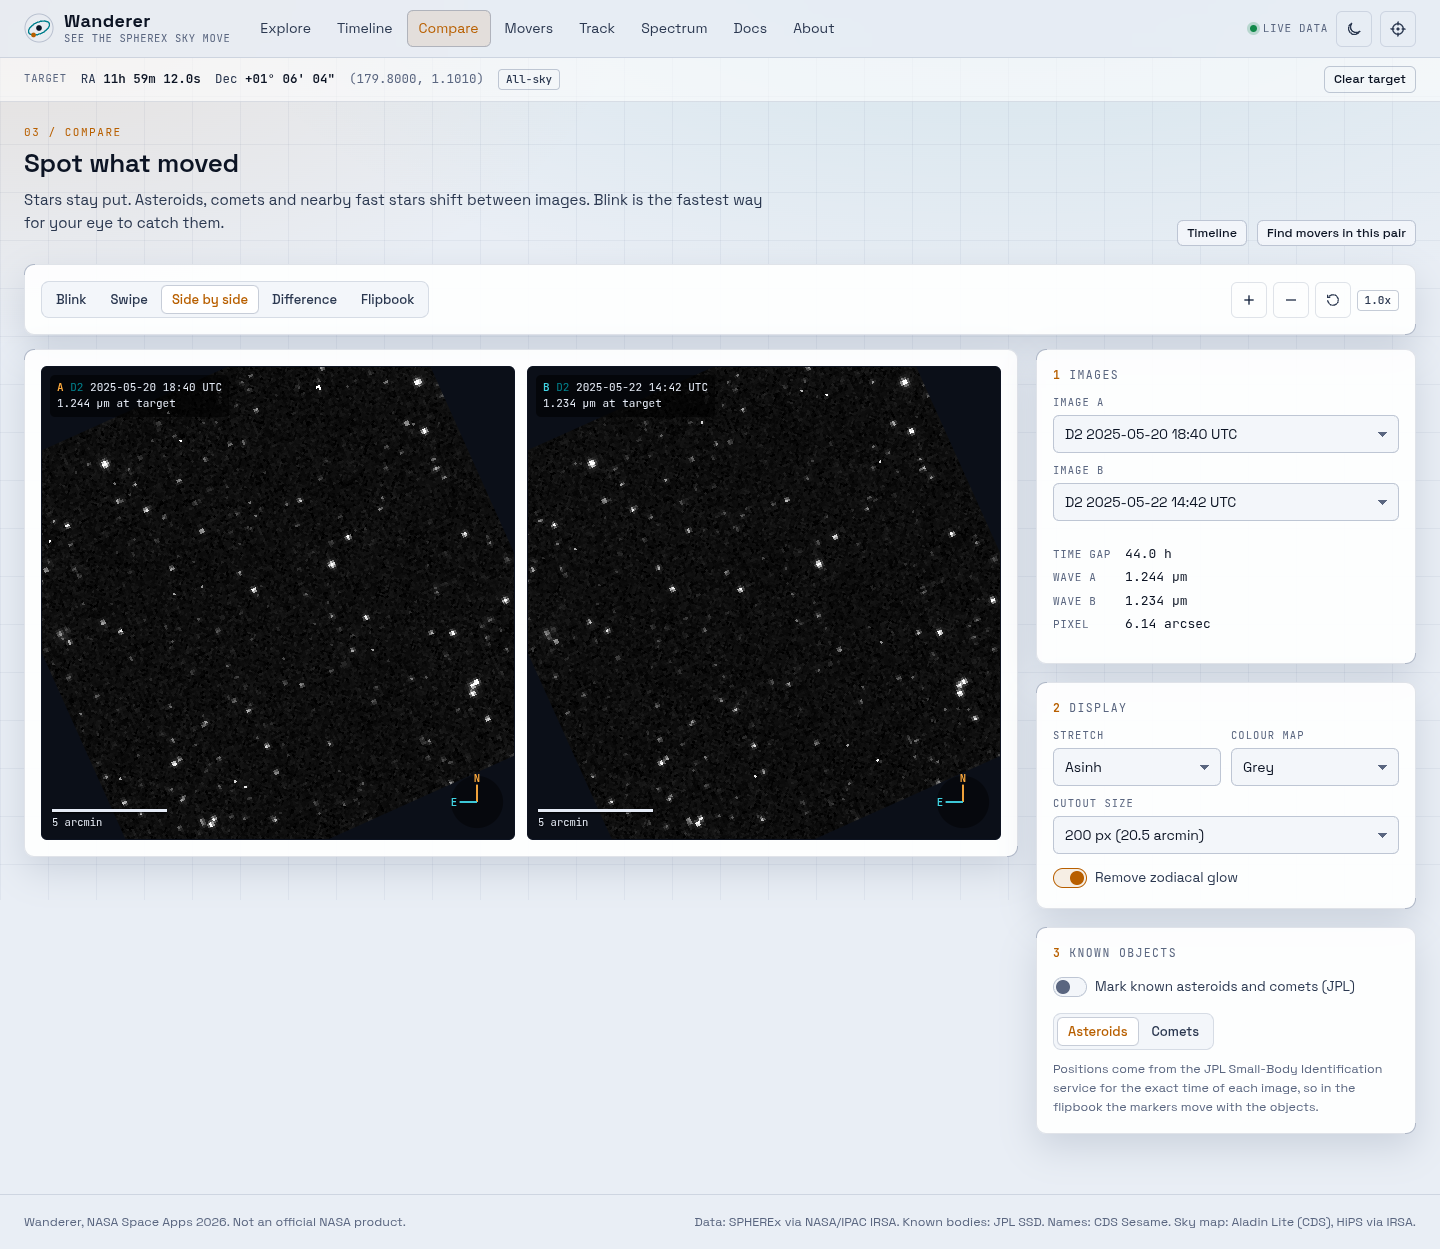 Wanderer
SEE THE SPHEREX SKY MOVE
Explore
Timeline
Compare
Movers
Track
Spectrum
Docs
About
LIVE DATA
TARGET RA 11h 59m 12.0s Dec +01° 06' 04" (179.8000, 1.1010) All-sky
Clear target
03 / COMPARE
Spot what moved
Stars stay put. Asteroids, comets and nearby fast stars shift between images. Blink is the fastest way
for your eye to catch them.
Timeline
Find movers in this pair
Blink
Swipe
Side by side
Difference
Flipbook
+
−
1.0x
A D2 2025-05-20 18:40 UTC
1.244 µm at target
N
E
5 arcmin
B D2 2025-05-22 14:42 UTC
1.234 µm at target
N
E
5 arcmin
1 IMAGES
IMAGE A
D2 2025-05-20 18:40 UTC
IMAGE B
D2 2025-05-22 14:42 UTC
TIME GAP 44.0 h
WAVE A 1.244 µm
WAVE B 1.234 µm
PIXEL 6.14 arcsec
2 DISPLAY
STRETCH
Asinh
COLOUR MAP
Grey
CUTOUT SIZE
200 px (20.5 arcmin)
Remove zodiacal glow
3 KNOWN OBJECTS
Mark known asteroids and comets (JPL)
Asteroids
Comets
Positions come from the JPL Small-Body Identification
service for the exact time of each image, so in the
flipbook the markers move with the objects.
Wanderer, NASA Space Apps 2026. Not an official NASA product.
Data: SPHEREx via NASA/IPAC IRSA. Known bodies: JPL SSD. Names: CDS Sesame. Sky map: Aladin Lite (CDS), HiPS via IRSA.